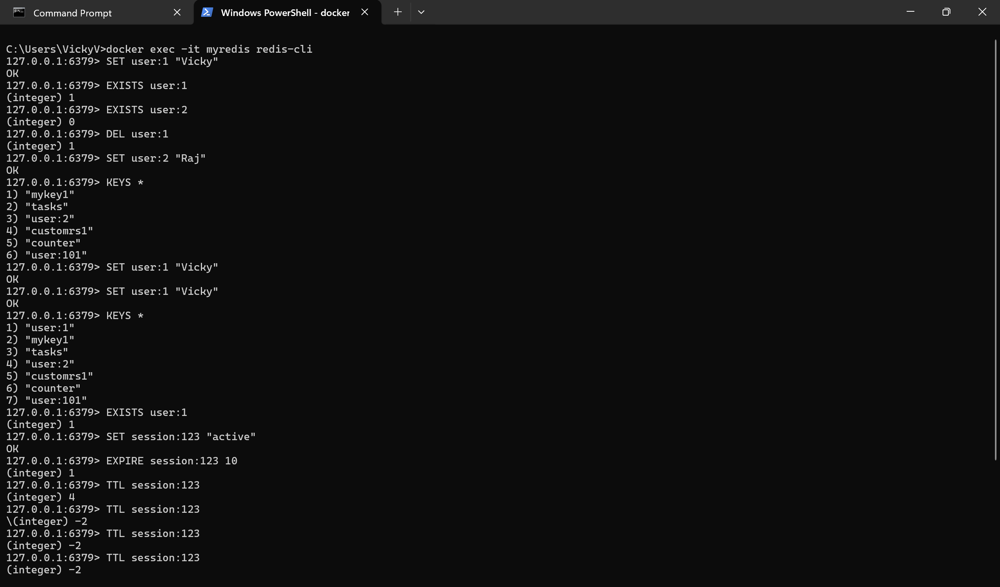 Command Prompt
Windows PowerShell - docker
C:\Users\VickyV>docker exec -it myredis redis-cli
127.0.0.1:6379> SET user:1 "Vicky"
OK
127.0.0.1:6379> EXISTS user:1
(integer) 1
127.0.0.1:6379> EXISTS user:2
(integer) 0
127.0.0.1:6379> DEL user:1
(integer) 1
127.0.0.1:6379> SET user:2 "Raj"
OK
127.0.0.1:6379> KEYS *
1) "mykey1"
2) "tasks"
3) "user:2"
4) "customrs1"
5) "counter"
6) "user:101"
127.0.0.1:6379> SET user:1 "Vicky"
OK
127.0.0.1:6379> SET user:1 "Vicky"
OK
127.0.0.1:6379> KEYS *
1) "user:1"
2) "mykey1"
3) "tasks"
4) "user:2"
5) "customrs1"
6) "counter"
7) "user:101"
127.0.0.1:6379> EXISTS user:1
(integer) 1
127.0.0.1:6379> SET session:123 "active"
OK
127.0.0.1:6379> EXPIRE session:123 10
(integer) 1
127.0.0.1:6379> TTL session:123
(integer) 4
127.0.0.1:6379> TTL session:123
\(integer) -2
127.0.0.1:6379> TTL session:123
(integer) -2
127.0.0.1:6379> TTL session:123
(integer) -2